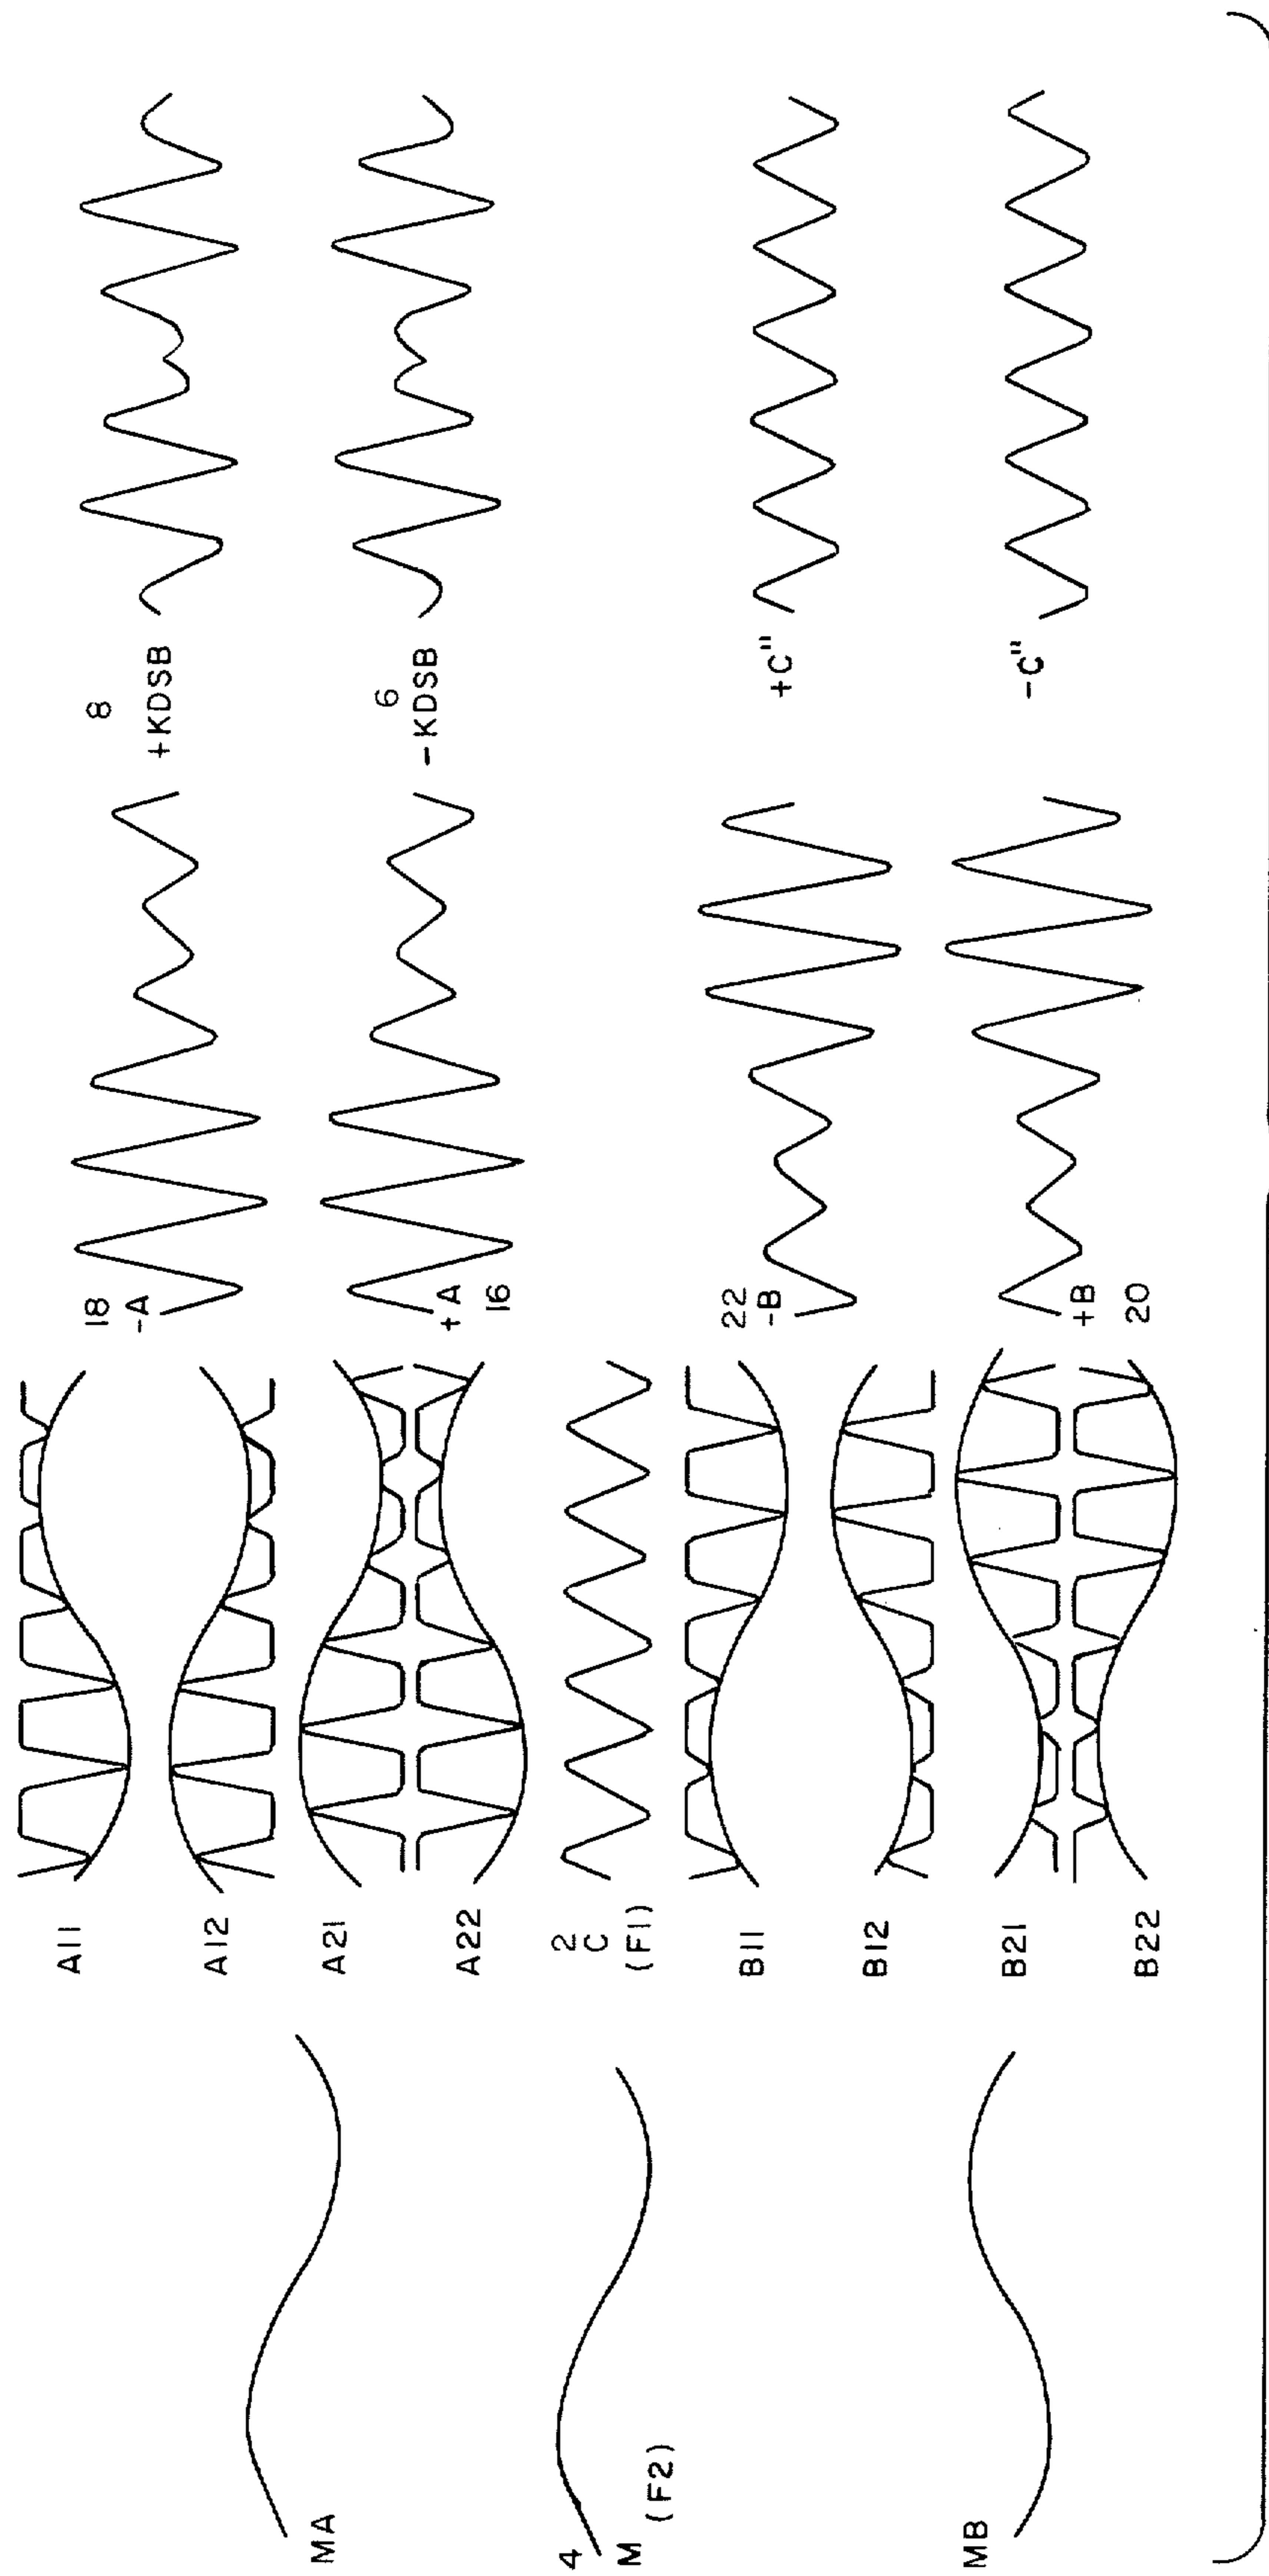 MA
4
M
(F2)
MB
A11
A12
A21
A22
2
C
(F1)
B11
B12
B21
B22
18
-A
+A
16
22
-B
+B
20
8
+KDSB
6
-KDSB
+C"
-C"